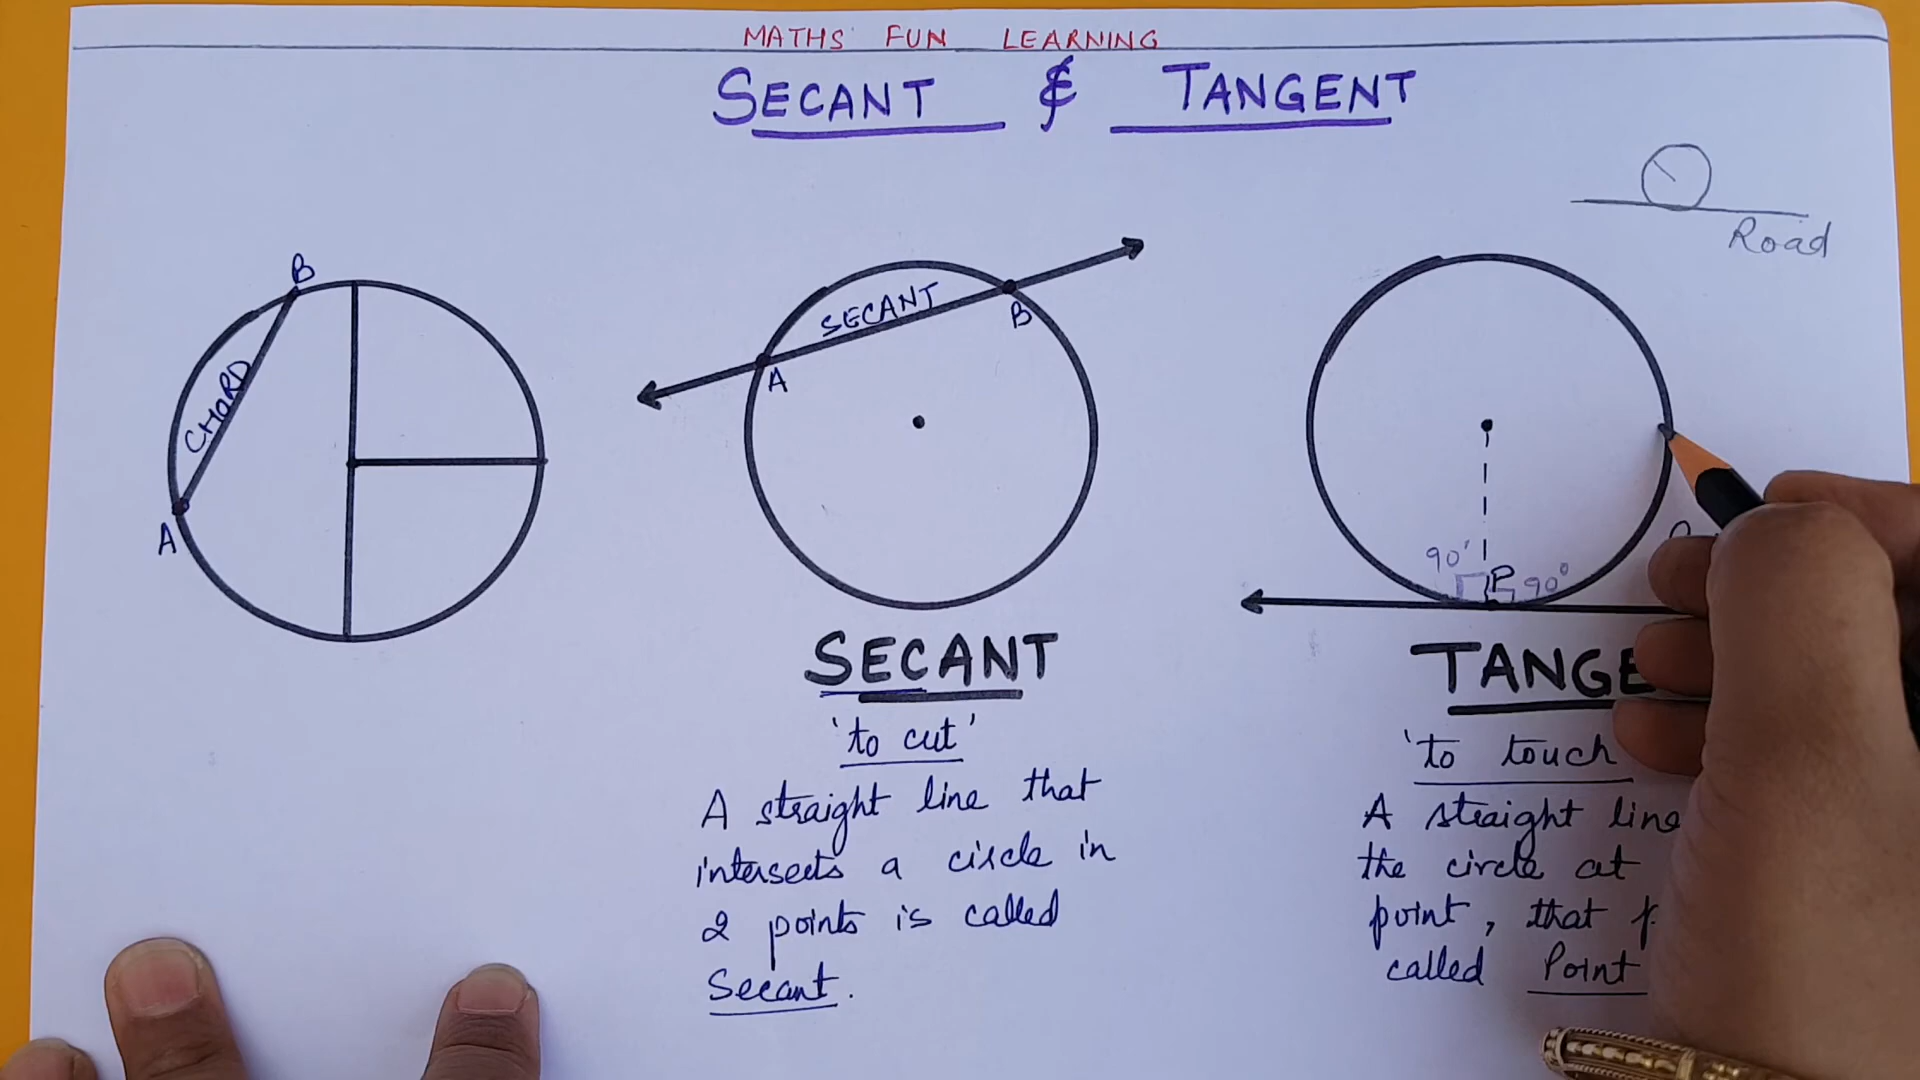 MATHS FUN LEARNING
SECANT & TANGENT
Road
B
CHORD
A
SECANT
B
A
90°
P
90°
SECANT
'to cut'
A straight line that
intersects a circle in
2 points is called
Secant.
TANGE
'to touch
A straight line
the circle at
point, that
called Point